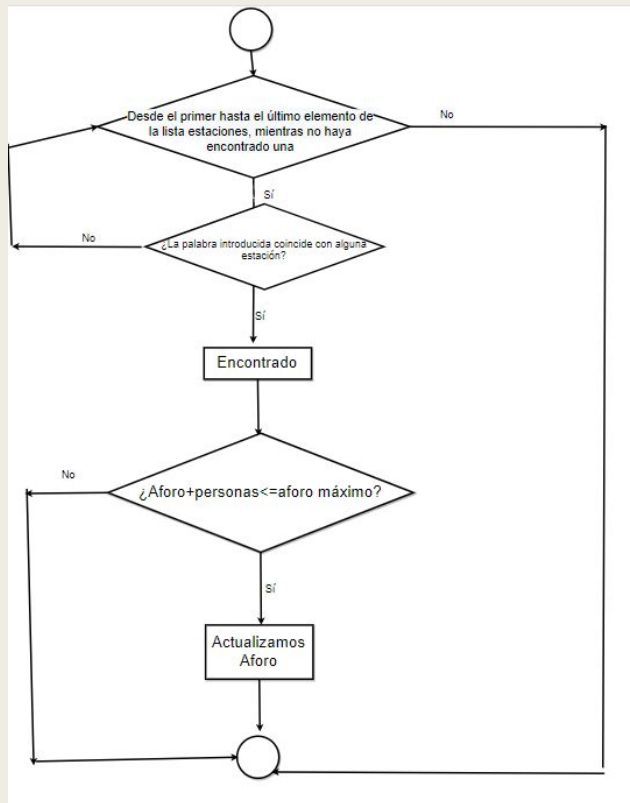 Desde el primer hasta el último elemento de
la lista estaciones, mientras no haya
encontrado una
No
Sí
¿La palabra introducida coincide con alguna
estación?
No
Sí
Encontrado
¿Aforo+personas<=aforo máximo?
No
Sí
Actualizamos
Aforo